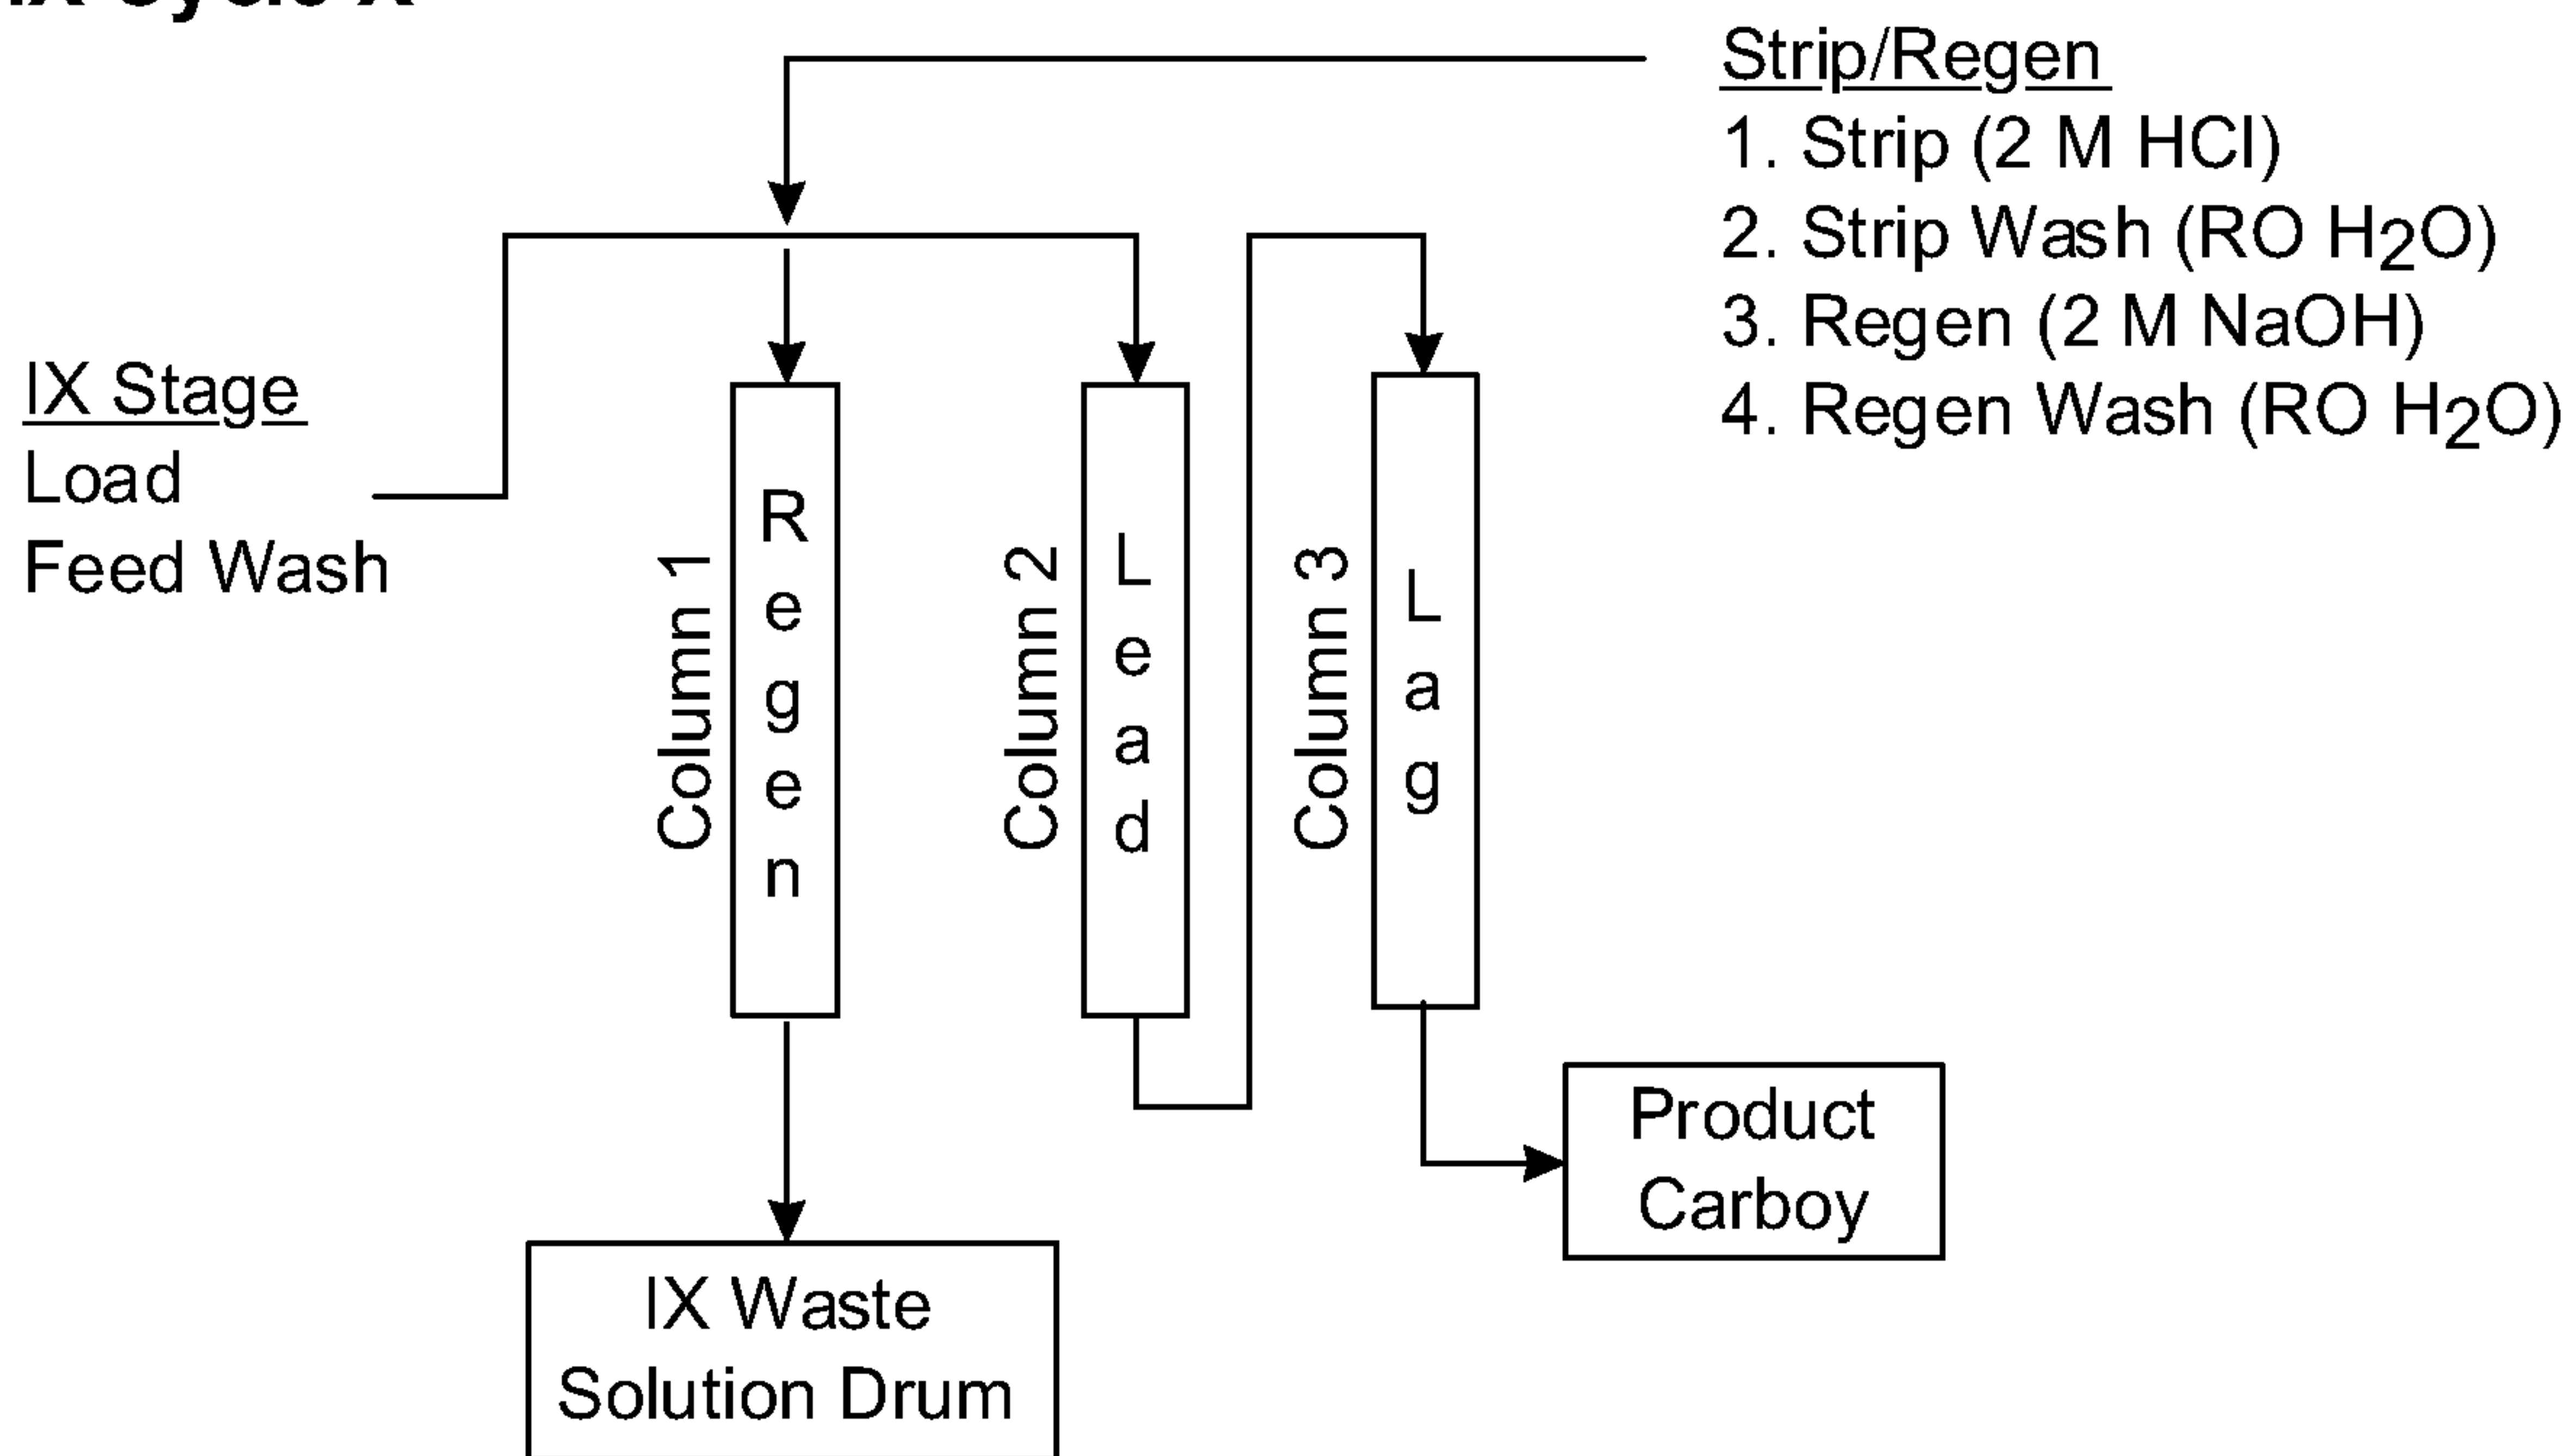 Strip/Regen
1. Strip (2 M HCl)
2. Strip Wash (RO H2O)
3. Regen (2 M NaOH)
4. Regen Wash (RO H2O)
IX Stage
Load
Feed Wash
Column 1
Regen
Column 2
Lead
Column 3
Lag
Product
Carboy
IX Waste
Solution Drum